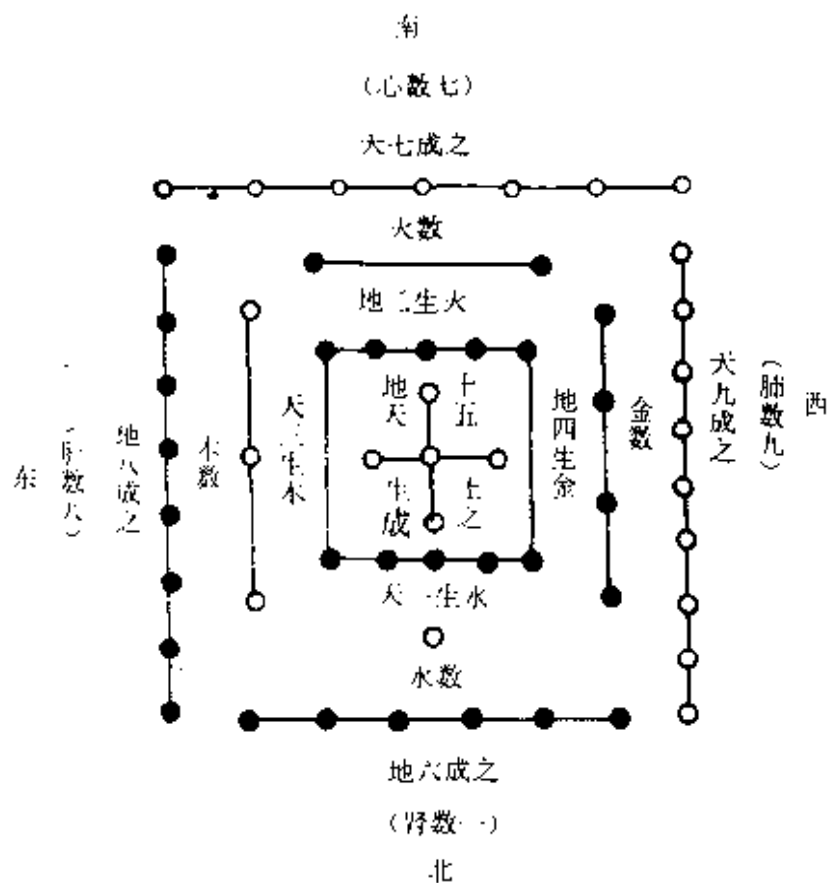 南
(心数七)
天七成之
火数
地二生火
东
(肝数八)
地八成之
木数
天三生木
天五生土
地十成之
地四生金
金数
天九成之
(肺数九)
西
天一生水
水数
地六成之
(肾数一)
北